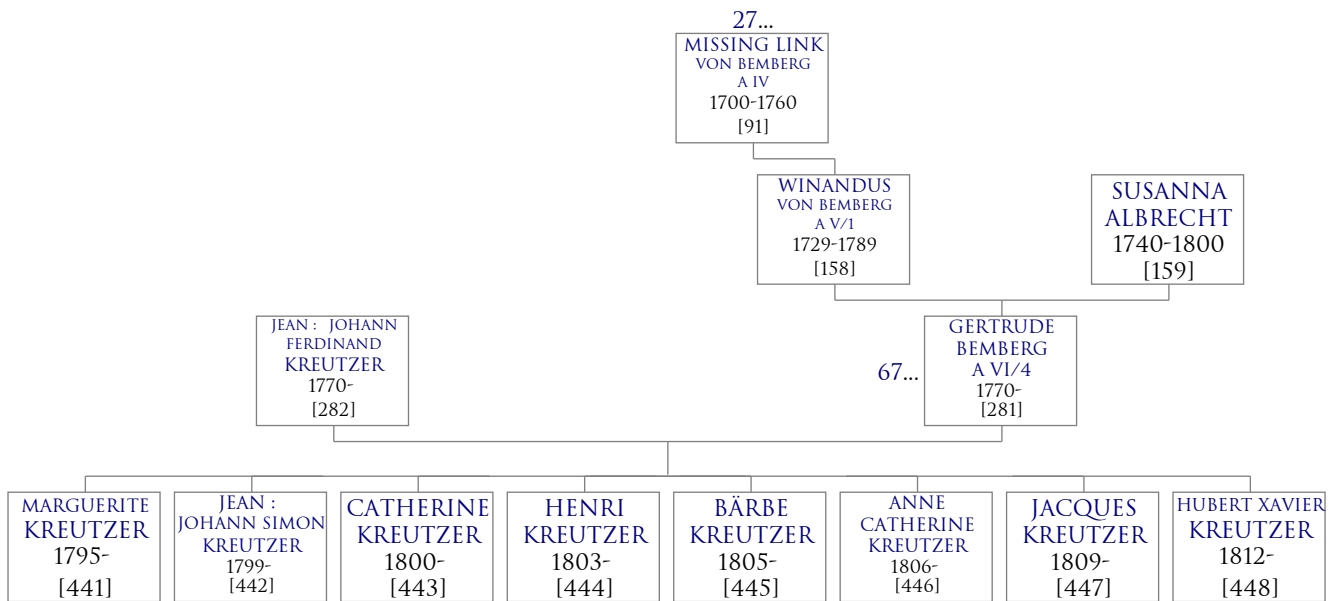 27...
MISSING LINK
VON BEMBERG
A IV
1700-1760
[91]
WINANDUS
VON BEMBERG
A V/1
1729-1789
[158]
SUSANNA
ALBRECHT
1740-1800
[159]
JEAN : JOHANN
FERDINAND
KREUTZER
1770-
[282]
67...
GERTRUDE
BEMBERG
A VI/4
1770-
[281]
MARGUERITE
KREUTZER
1795-
[441]
JEAN :
JOHANN SIMON
KREUTZER
1799-
[442]
CATHERINE
KREUTZER
1800-
[443]
HENRI
KREUTZER
1803-
[444]
BÄRBE
KREUTZER
1805-
[445]
ANNE
CATHERINE
KREUTZER
1806-
[446]
JACQUES
KREUTZER
1809-
[447]
HUBERT XAVIER
KREUTZER
1812-
[448]